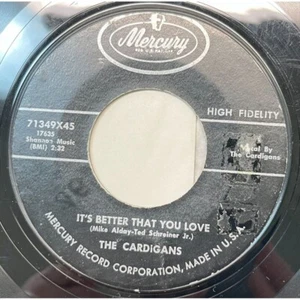 Mercury
HIGH FIDELITY
71349X45
17625
Shannen Music
(BMI) 2:22
Vocal By
The Cardigans
IT'S BETTER THAT YOU LOVE
(Mike Alday-Ted Schreiner Jr.)
THE CARDIGANS
MERCURY RECORD CORPORATION, MADE IN U.S.A.